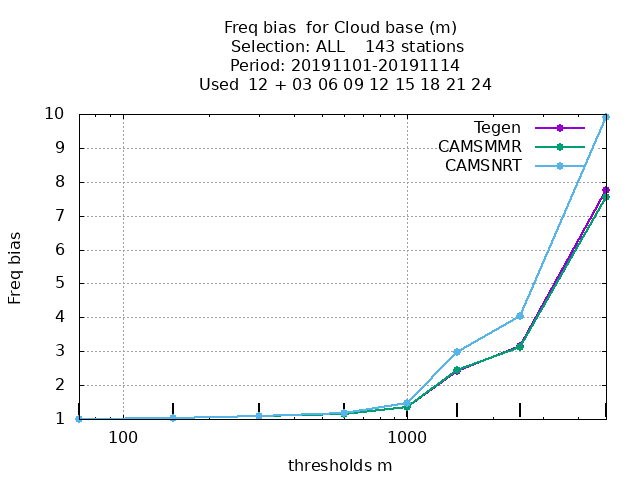 Freq bias  for Cloud base (m)
Selection: ALL    143 stations
Period: 20191101-20191114
Used  12 + 03 06 09 12 15 18 21 24
Tegen
CAMSMMR
CAMSNRT
10
9
8
7
6
5
4
3
2
1
Freq bias
100
1000
thresholds m